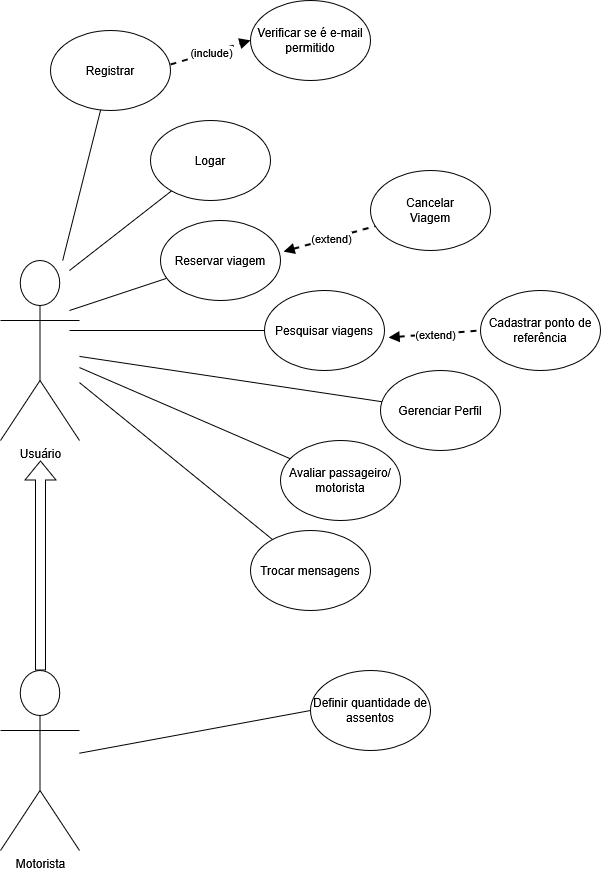 Verificar se é e-mail
permitido
(include)
Registrar
Logar
Cancelar
Viagem
(extend)
Reservar viagem
Pesquisar viagens
(extend)
Cadastrar ponto de
referência
Gerenciar Perfil
Usuário
Avaliar passageiro/
motorista
Trocar mensagens
Definir quantidade de
assentos
Motorista